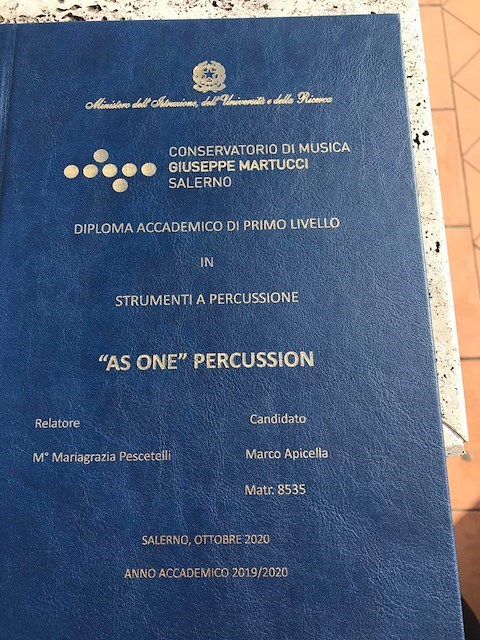 Ministero dell'Istruzione, dell'Università e della Ricerca
CONSERVATORIO DI MUSICA
GIUSEPPE MARTUCCI
SALERNO
DIPLOMA ACCADEMICO DI PRIMO LIVELLO
IN
STRUMENTI A PERCUSSIONE
"AS ONE" PERCUSSION
Relatore
Candidato
M° Mariagrazia Pescetelli
Marco Apicella
Matr. 8535
SALERNO, OTTOBRE 2020
ANNO ACCADEMICO 2019/2020